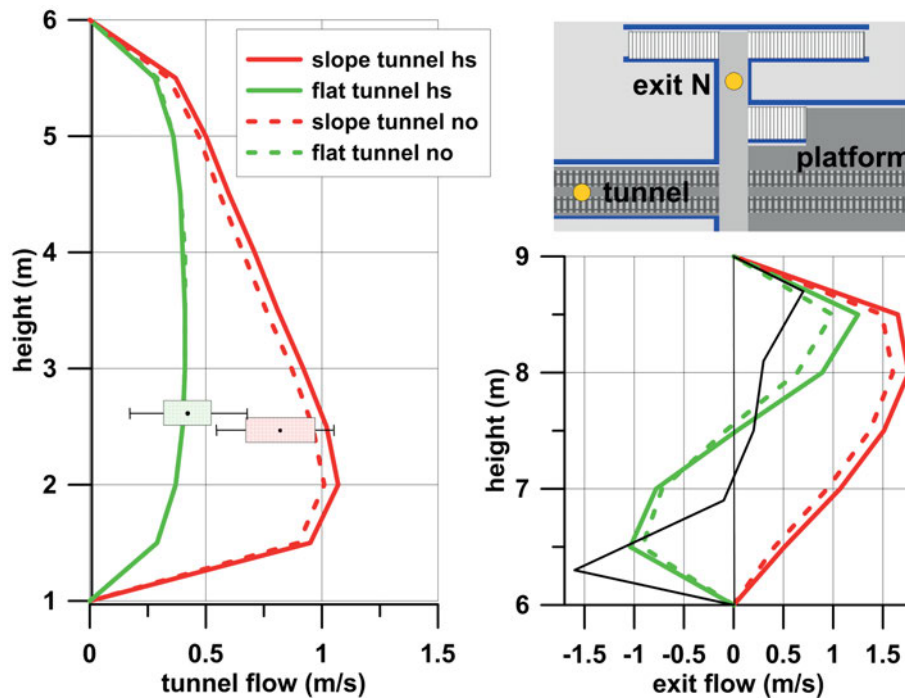 6
5
4
3
2
1
height (m)
0
0.5
1
1.5
tunnel flow (m/s)
slope tunnel hs
flat tunnel hs
slope tunnel no
flat tunnel no
exit N
platform
tunnel
9
8
7
6
height (m)
-1.5
-1
-0.5
0
0.5
1
1.5
exit flow (m/s)